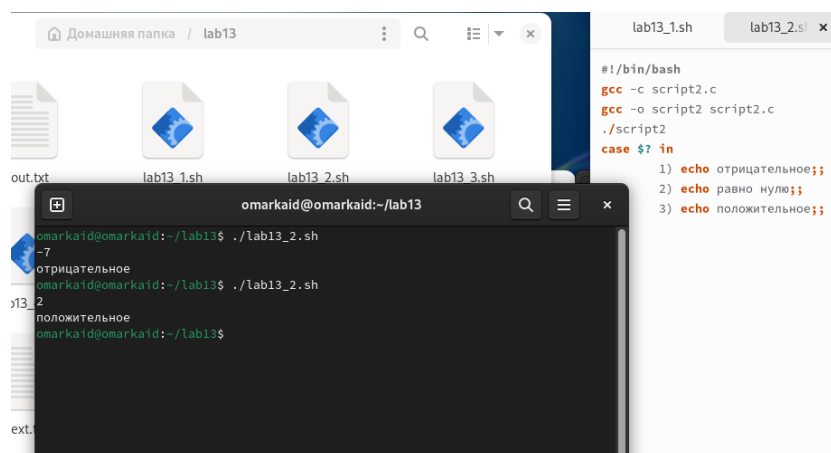 Домашняя папка / lab13
out.txt
lab13_1.sh
lab13_2.sh
lab13_3.sh
ext.t
omarkaid@omarkaid:~/lab13
omarkaid@omarkaid:~/lab13$ ./lab13_2.sh
-7
отрицательное
omarkaid@omarkaid:~/lab13$ ./lab13_2.sh
2
положительное
omarkaid@omarkaid:~/lab13$
lab13_1.sh
lab13_2.s
#!/bin/bash
gcc -c script2.c
gcc -o script2 script2.c
./script2
case $? in
1) echo отрицательное;;
2) echo равно нулю;;
3) echo положительное;;